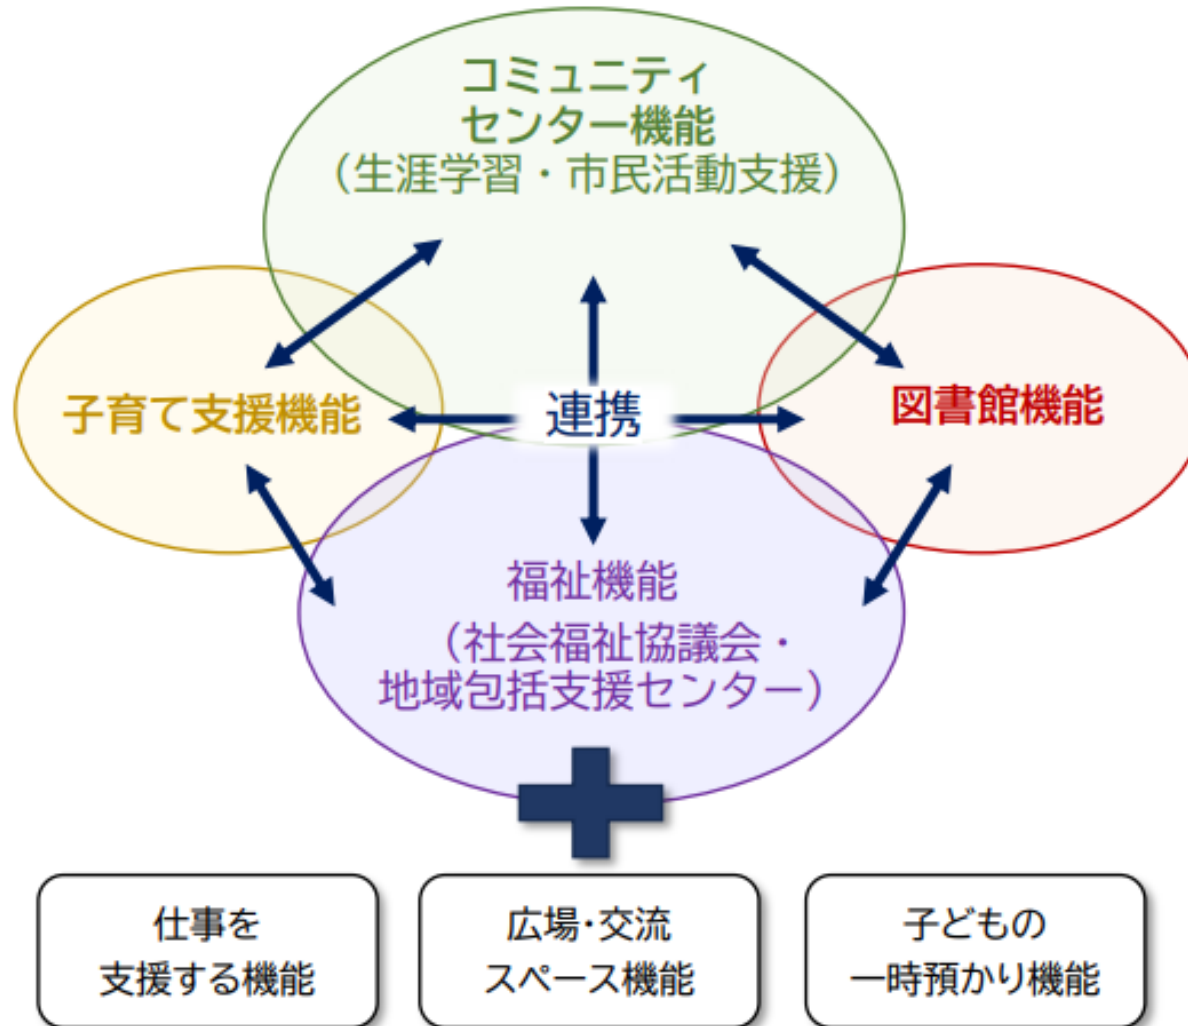 コミュニティ
センター機能
（生涯学習・市民活動支援）
子育て支援機能
連携
図書館機能
福祉機能
（社会福祉協議会・
地域包括支援センター）
仕事を
支援する機能
広場・交流
スペース機能
子どもの
一時預かり機能